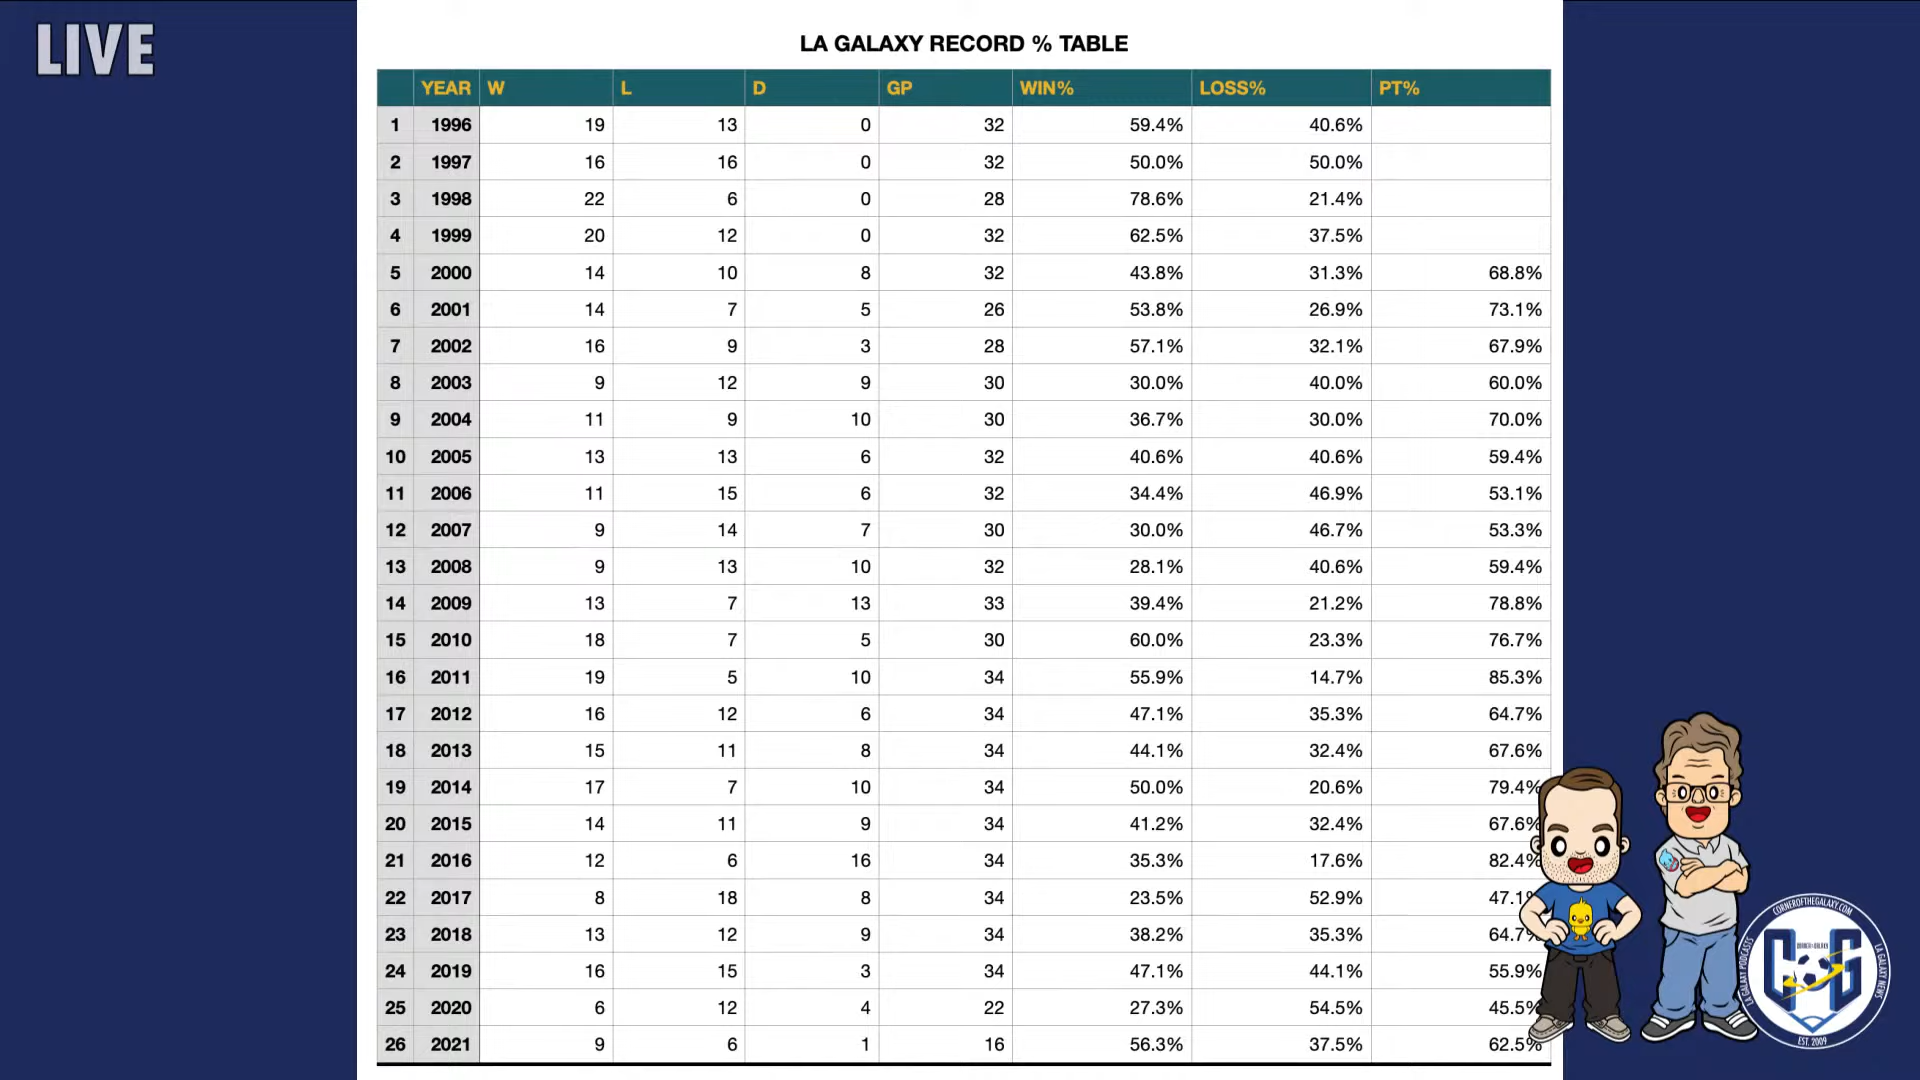 LIVE
LA GALAXY RECORD % TABLE
YEAR W L D GP WIN% LOSS% PT%
1 1996 19 13 0 32 59.4% 40.6%
2 1997 16 16 0 32 50.0% 50.0%
3 1998 22 6 0 28 78.6% 21.4%
4 1999 20 12 0 32 62.5% 37.5%
5 2000 14 10 8 32 43.8% 31.3% 68.8%
6 2001 14 7 5 26 53.8% 26.9% 73.1%
7 2002 16 9 3 28 57.1% 32.1% 67.9%
8 2003 9 12 9 30 30.0% 40.0% 60.0%
9 2004 11 9 10 30 36.7% 30.0% 70.0%
10 2005 13 13 6 32 40.6% 40.6% 59.4%
11 2006 11 15 6 32 34.4% 46.9% 53.1%
12 2007 9 14 7 30 30.0% 46.7% 53.3%
13 2008 9 13 10 32 28.1% 40.6% 59.4%
14 2009 13 7 13 33 39.4% 21.2% 78.8%
15 2010 18 7 5 30 60.0% 23.3% 76.7%
16 2011 19 5 10 34 55.9% 14.7% 85.3%
17 2012 16 12 6 34 47.1% 35.3% 64.7%
18 2013 15 11 8 34 44.1% 32.4% 67.6%
19 2014 17 7 10 34 50.0% 20.6% 79.4%
20 2015 14 11 9 34 41.2% 32.4% 67.6%
21 2016 12 6 16 34 35.3% 17.6% 82.4%
22 2017 8 18 8 34 23.5% 52.9% 47.1
23 2018 13 12 9 34 38.2% 35.3% 64.7%
24 2019 16 15 3 34 47.1% 44.1% 55.9%
25 2020 6 12 4 22 27.3% 54.5% 45.5%
26 2021 9 6 1 16 56.3% 37.5% 62.5%
CORNEROFTHEGALAXY.COM
LA GALAXY PODCASTS
LA GALAXY NEWS
CORNER OF THE GALAXY
COG
EST. 2009